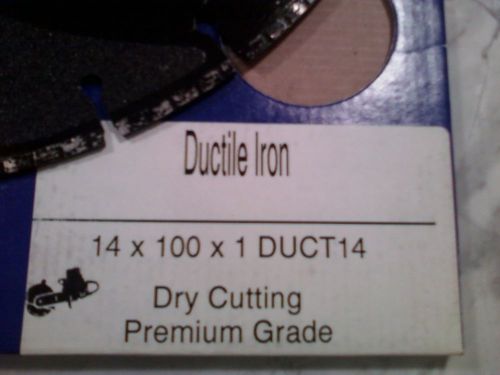 Ductile Iron
14 x 100 x 1 DUCT14
Dry Cutting
Premium Grade